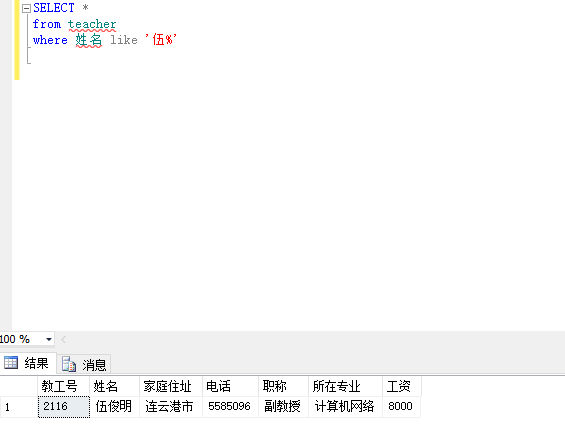 SELECT *
from teacher
where 姓名 like '伍%'
100 %
结果 消息
教工号 姓名 家庭住址 电话 职称 所在专业 工资
1 2116 伍俊明 连云港市 5585096 副教授 计算机网络 8000